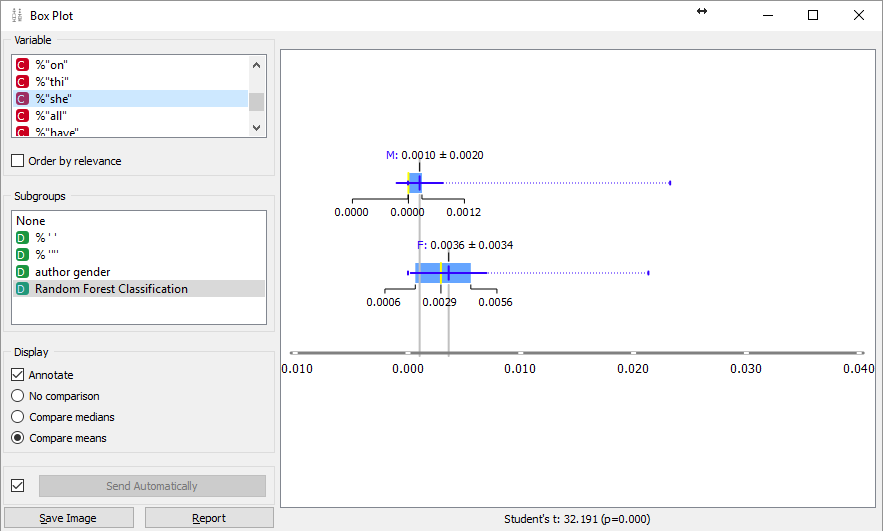 Box Plot
Variable
C %"on"
C %"thi"
C %"she"
C %"all"
C %"have"
Order by relevance
Subgroups
None
D % ' '
D % '"'
D author gender
D Random Forest Classification
Display
Annotate
No comparison
Compare medians
Compare means
Send Automatically
Save Image
Report
M: 0.0010 ± 0.0020
0.0000 0.0000 0.0012
F: 0.0036 ± 0.0034
0.0006 0.0029 0.0056
0.010 0.000 0.010 0.020 0.030 0.040
Student's t: 32.191 (p=0.000)